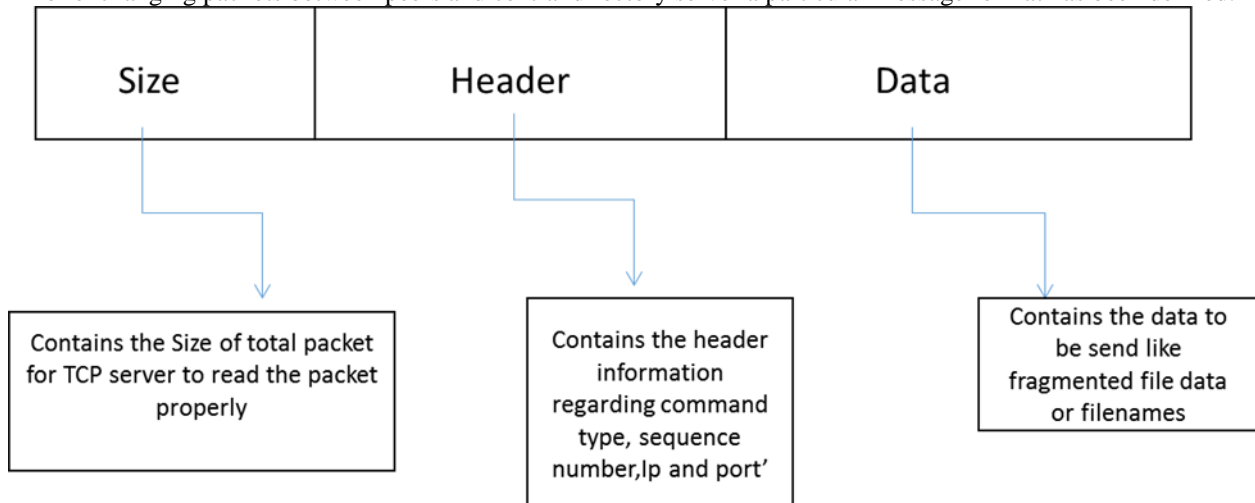 Size Header Data
Contains the Size of total packet
for TCP server to read the packet
properly
Contains the header
information
regarding command
type, sequence
number,Ip and port’
Contains the data to
be send like
fragmented file data
or filenames